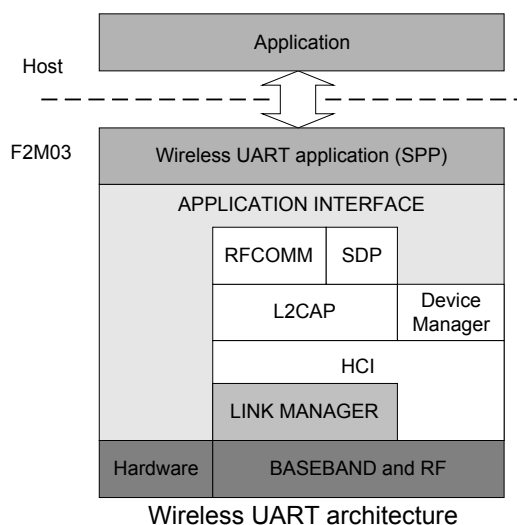 Application
Host
F2M03
Wireless UART application (SPP)
APPLICATION INTERFACE
RFCOMM
SDP
L2CAP
Device
Manager
HCI
LINK MANAGER
Hardware
BASEBAND and RF
Wireless UART architecture